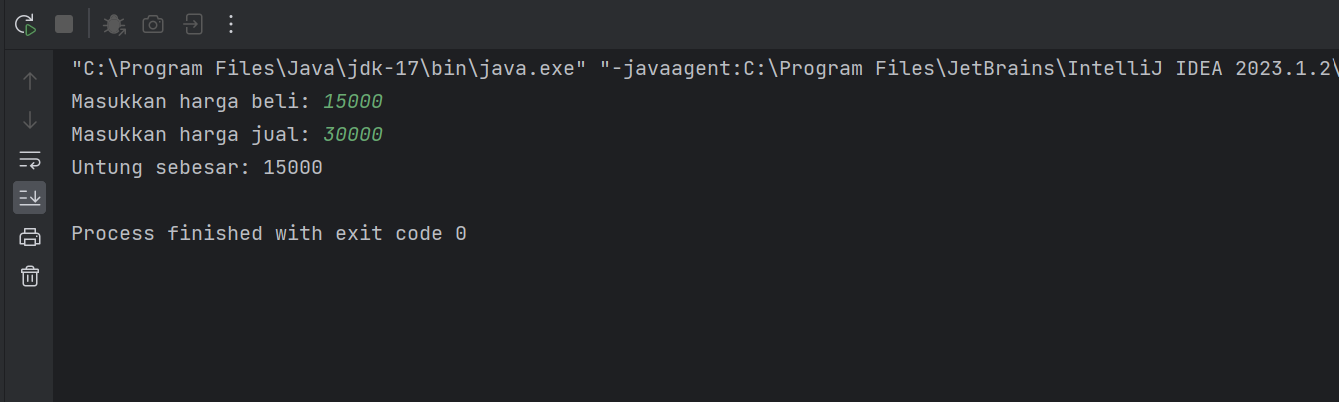 "C:\Program Files\Java\jdk-17\bin\java.exe" "-javaagent:C:\Program Files\JetBrains\IntelliJ IDEA 2023.1.2\
Masukkan harga beli: 15000
Masukkan harga jual: 30000
Untung sebesar: 15000
Process finished with exit code 0